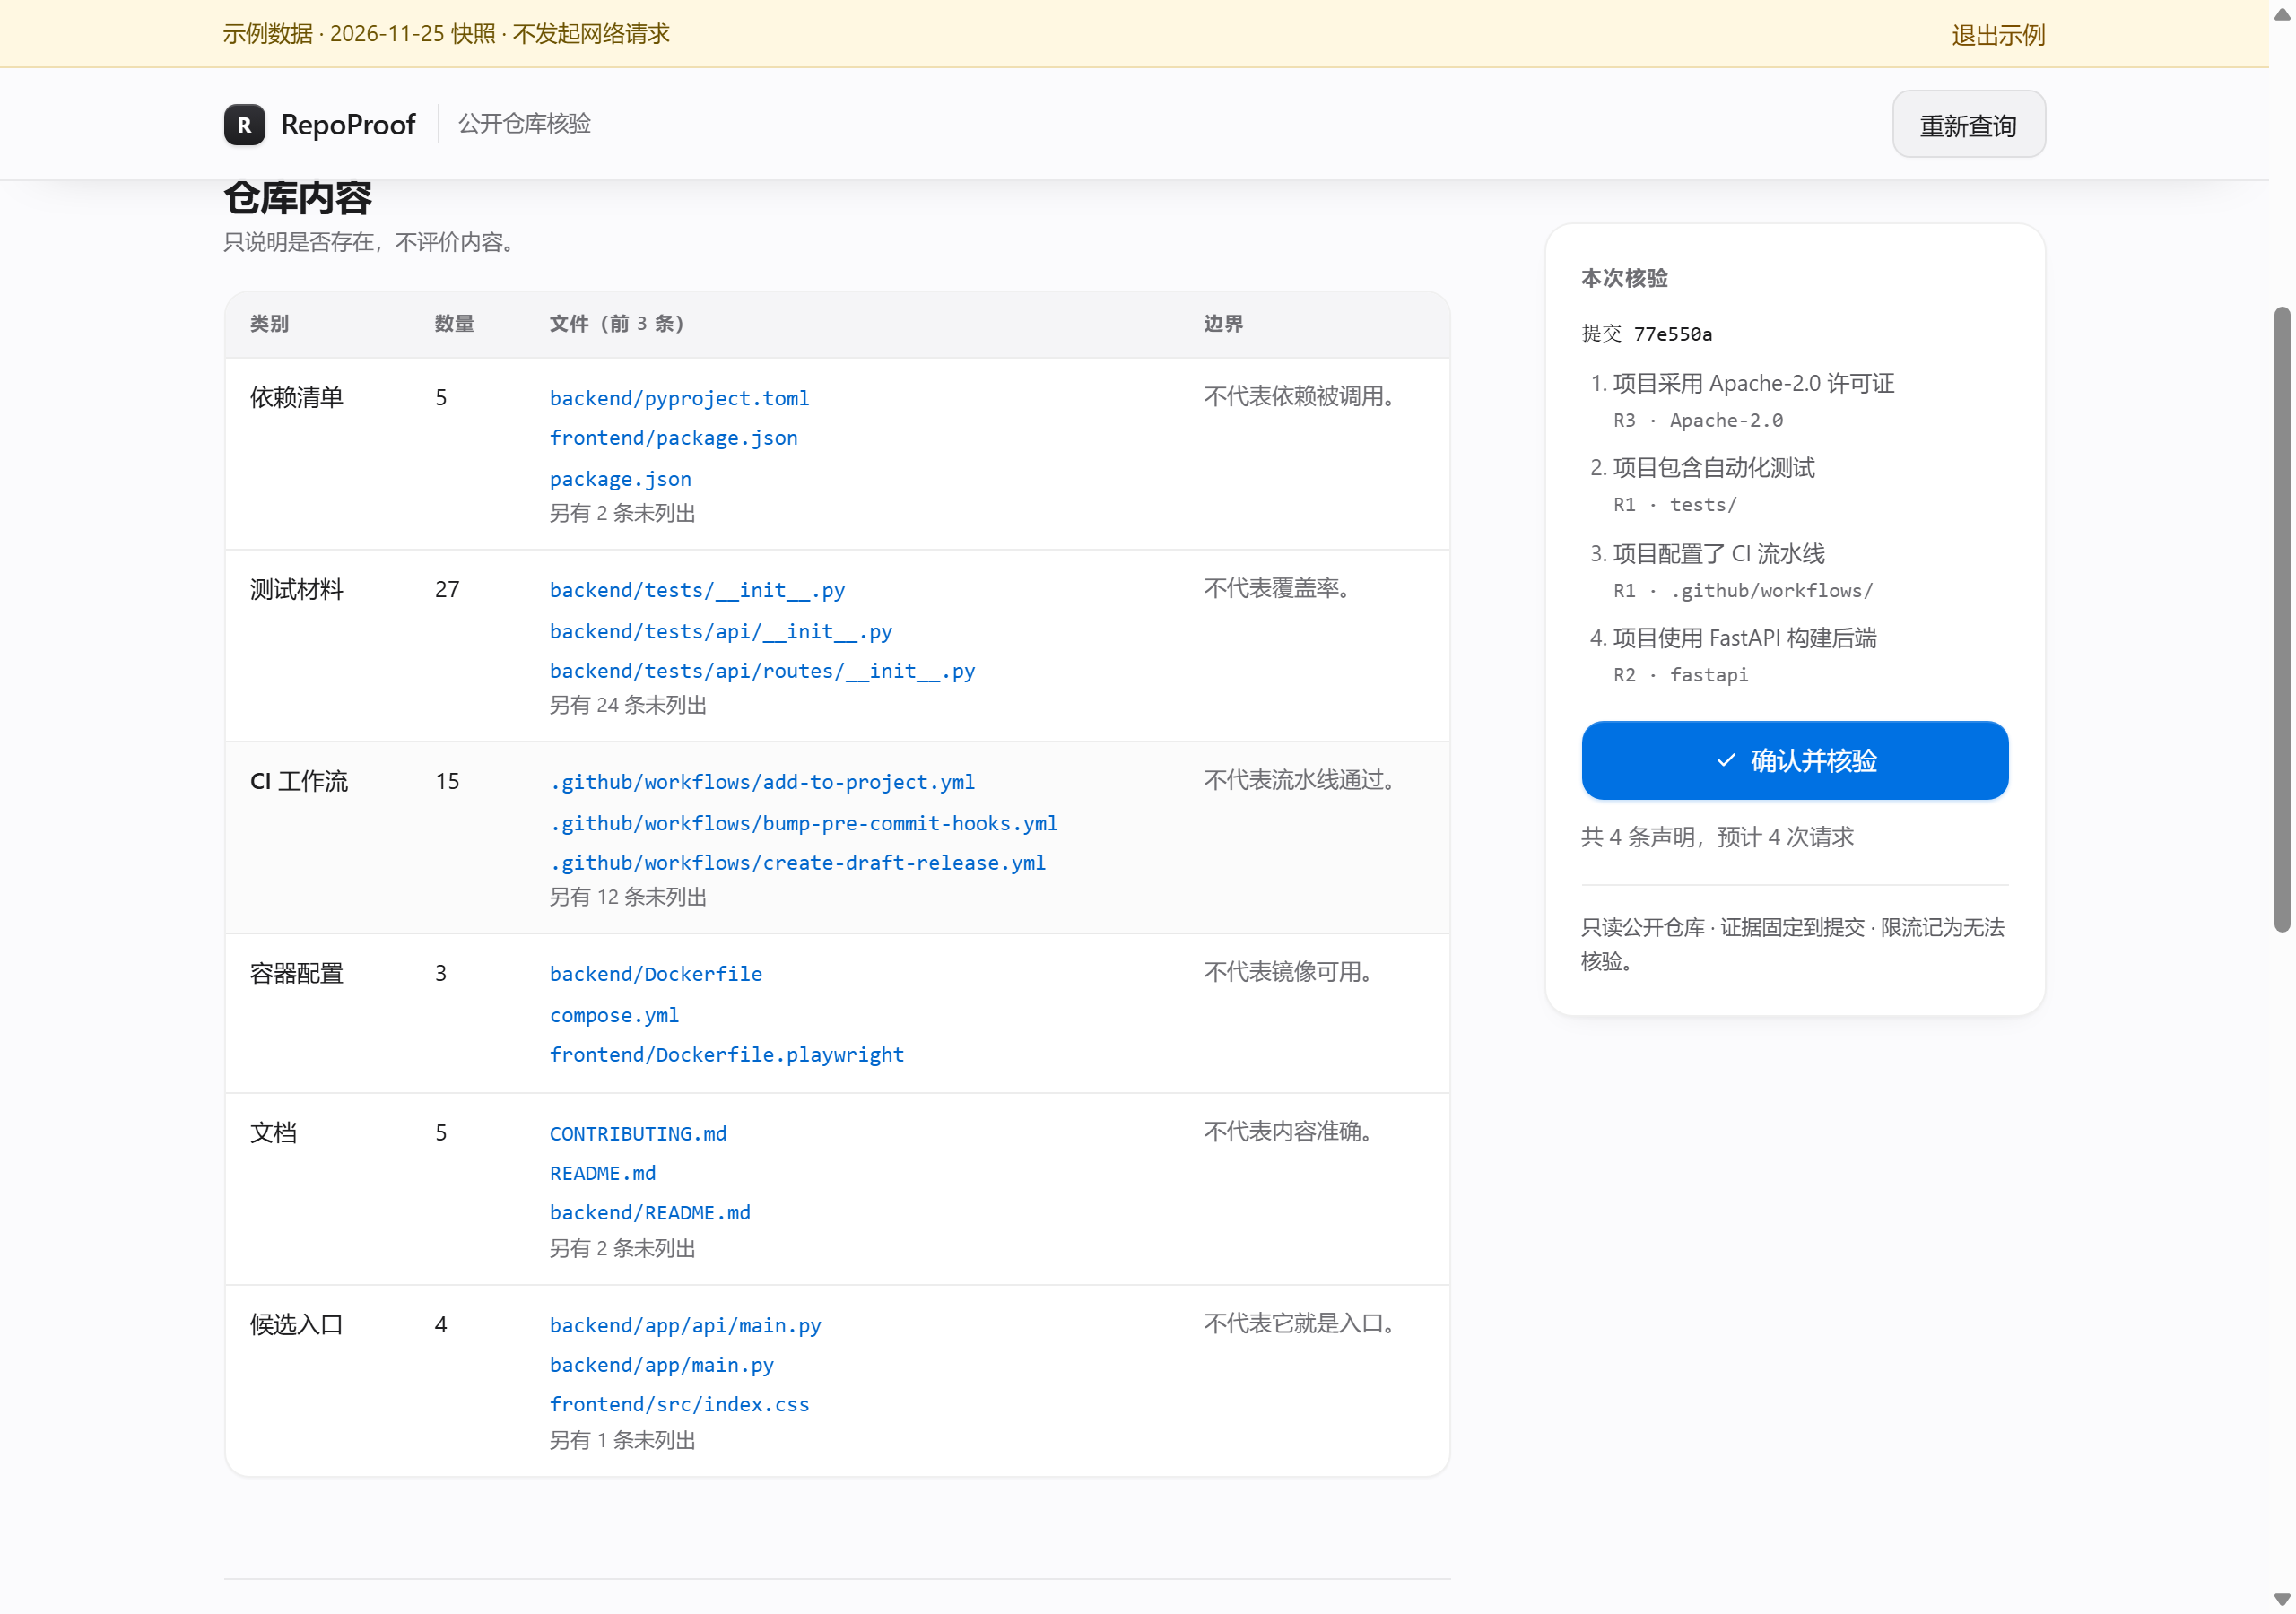 示例数据 · 2026-11-25 快照 · 不发起网络请求
退出示例
R RepoProof 公开仓库核验
重新查询
仓库内容
只说明是否存在，不评价内容。
类别 数量 文件（前 3 条） 边界
依赖清单 5 backend/pyproject.toml 不代表依赖被调用。
frontend/package.json
package.json
另有 2 条未列出
测试材料 27 backend/tests/__init__.py 不代表覆盖率。
backend/tests/api/__init__.py
backend/tests/api/routes/__init__.py
另有 24 条未列出
CI 工作流 15 .github/workflows/add-to-project.yml 不代表流水线通过。
.github/workflows/bump-pre-commit-hooks.yml
.github/workflows/create-draft-release.yml
另有 12 条未列出
容器配置 3 backend/Dockerfile 不代表镜像可用。
compose.yml
frontend/Dockerfile.playwright
文档 5 CONTRIBUTING.md 不代表内容准确。
README.md
backend/README.md
另有 2 条未列出
候选入口 4 backend/app/api/main.py 不代表它就是入口。
backend/app/main.py
frontend/src/index.css
另有 1 条未列出
本次核验
提交 77e550a
1. 项目采用 Apache-2.0 许可证
R3 · Apache-2.0
2. 项目包含自动化测试
R1 · tests/
3. 项目配置了 CI 流水线
R1 · .github/workflows/
4. 项目使用 FastAPI 构建后端
R2 · fastapi
确认并核验
共 4 条声明，预计 4 次请求
只读公开仓库 · 证据固定到提交 · 限流记为无法
核验。